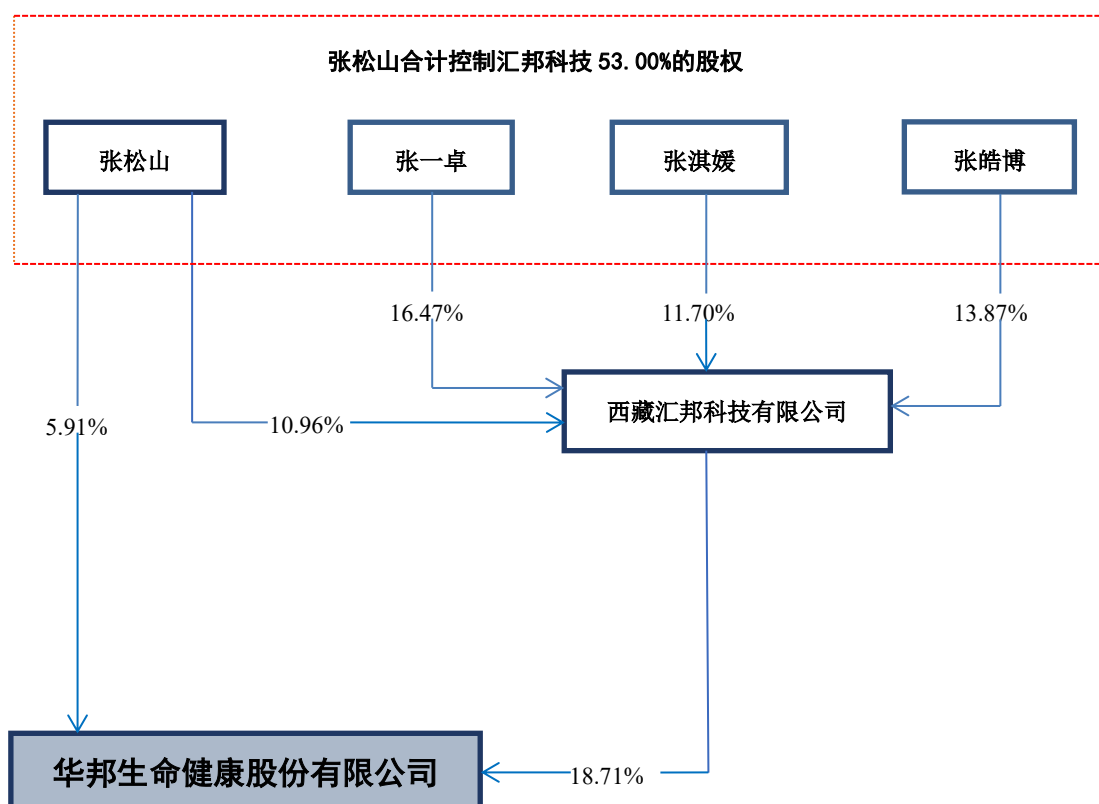 张松山合计控制汇邦科技 53.00%的股权
张松山
张一卓
张淇媛
张皓博
16.47%
11.70%
13.87%
西藏汇邦科技有限公司
5.91%
10.96%
华邦生命健康股份有限公司
18.71%